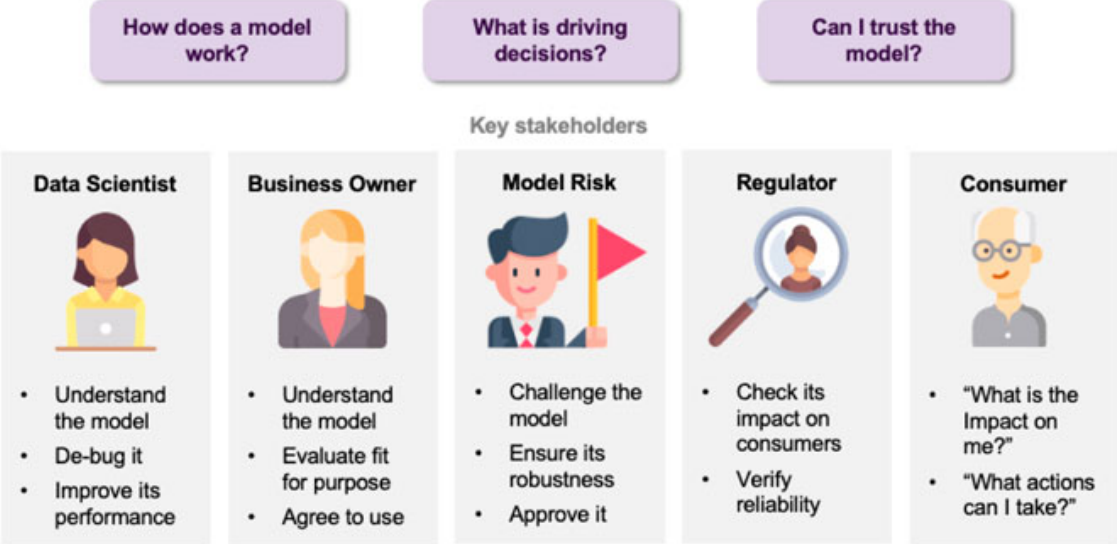 How does a model
work?
What is driving
decisions?
Can I trust the
model?
Key stakeholders
Data Scientist
• Understand
the model
• De-bug it
• Improve its
performance
Business Owner
• Understand
the model
• Evaluate fit
for purpose
• Agree to use
Model Risk
• Challenge the
model
• Ensure its
robustness
• Approve it
Regulator
• Check its
impact on
consumers
• Verify
reliability
Consumer
• “What is the
Impact on
me?”
• “What actions
can I take?”